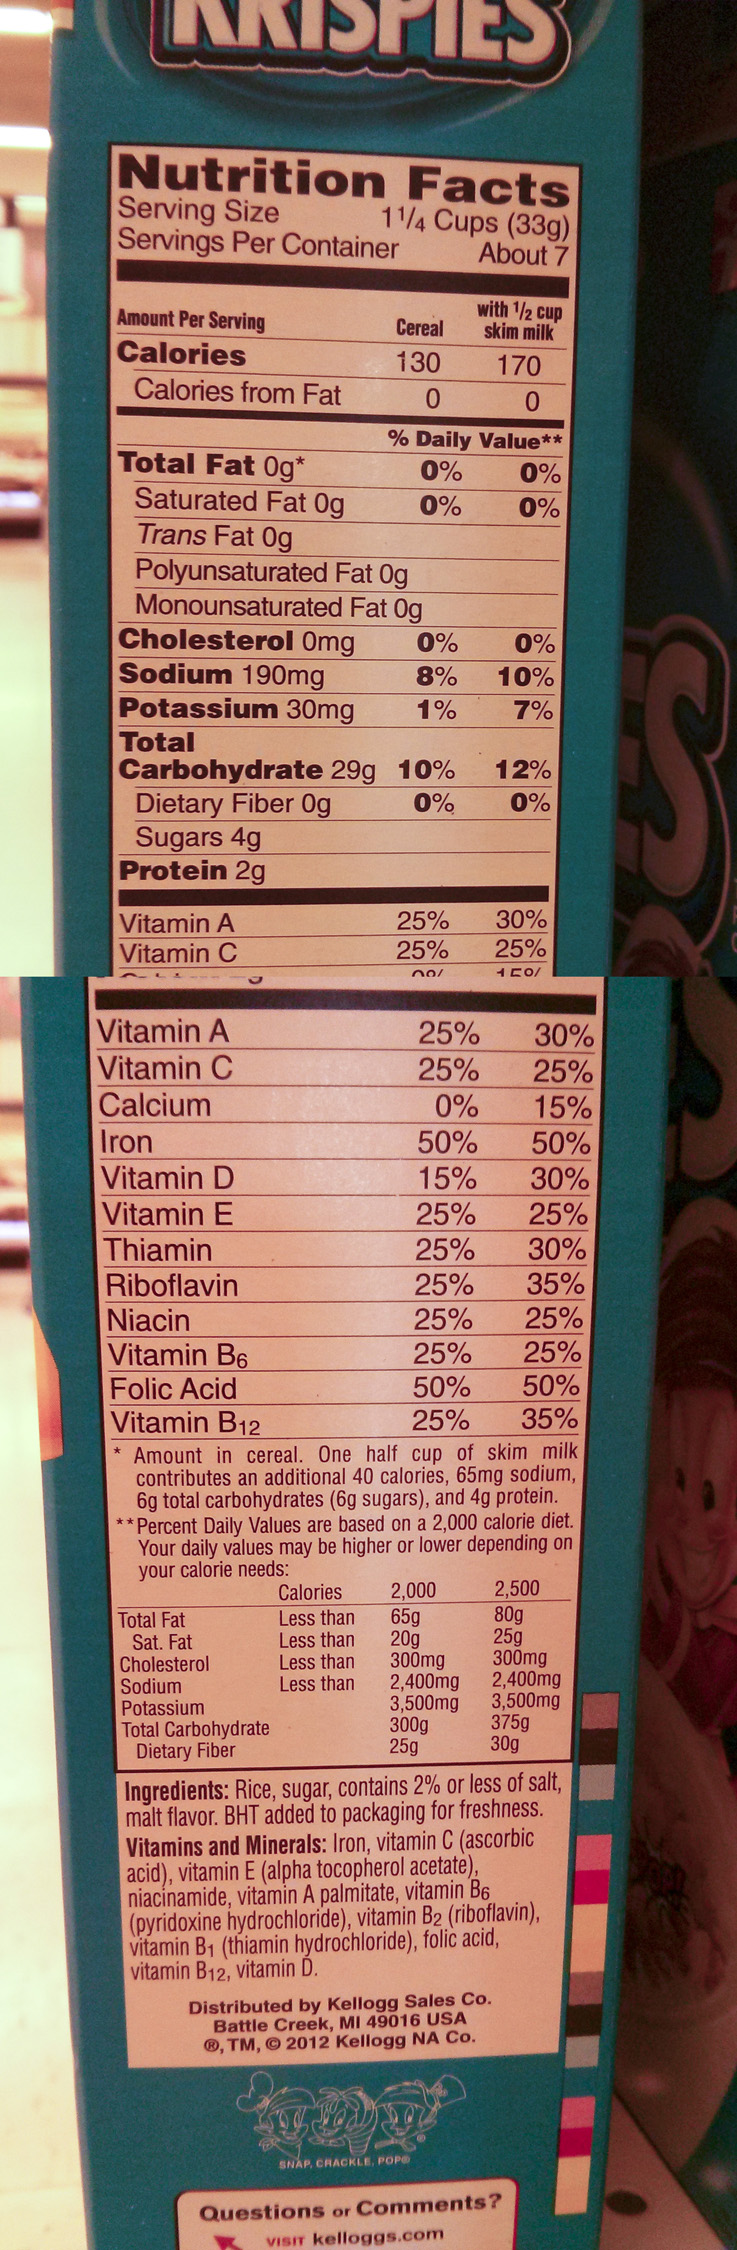 KRISPIES
Nutrition Facts
Serving Size 1 1/4 Cups (33g)
Servings Per Container About 7
Amount Per Serving Cereal with 1/2 cup skim milk
Calories 130 170
Calories from Fat 0 0
% Daily Value**
Total Fat 0g* 0% 0%
Saturated Fat 0g 0% 0%
Trans Fat 0g
Polyunsaturated Fat 0g
Monounsaturated Fat 0g
Cholesterol 0mg 0% 0%
Sodium 190mg 8% 10%
Potassium 30mg 1% 7%
Total
Carbohydrate 29g 10% 12%
Dietary Fiber 0g 0% 0%
Sugars 4g
Protein 2g
Vitamin A 25% 30%
Vitamin C 25% 25%
Vitamin A 25% 30%
Vitamin C 25% 25%
Calcium 0% 15%
Iron 50% 50%
Vitamin D 15% 30%
Vitamin E 25% 25%
Thiamin 25% 30%
Riboflavin 25% 35%
Niacin 25% 25%
Vitamin B6 25% 25%
Folic Acid 50% 50%
Vitamin B12 25% 35%
* Amount in cereal. One half cup of skim milk
contributes an additional 40 calories, 65mg sodium,
6g total carbohydrates (6g sugars), and 4g protein.
**Percent Daily Values are based on a 2,000 calorie diet.
Your daily values may be higher or lower depending on
your calorie needs:
Calories 2,000 2,500
Total Fat Less than 65g 80g
Sat. Fat Less than 20g 25g
Cholesterol Less than 300mg 300mg
Sodium Less than 2,400mg 2,400mg
Potassium 3,500mg 3,500mg
Total Carbohydrate 300g 375g
Dietary Fiber 25g 30g
Ingredients: Rice, sugar, contains 2% or less of salt,
malt flavor. BHT added to packaging for freshness.
Vitamins and Minerals: Iron, vitamin C (ascorbic
acid), vitamin E (alpha tocopherol acetate),
niacinamide, vitamin A palmitate, vitamin B6
(pyridoxine hydrochloride), vitamin B2 (riboflavin),
vitamin B1 (thiamin hydrochloride), folic acid,
vitamin B12, vitamin D.
Distributed by Kellogg Sales Co.
Battle Creek, MI 49016 USA
®, TM, © 2012 Kellogg NA Co.
SNAP, CRACKLE, POP®
Questions or Comments?
VISIT kelloggs.com